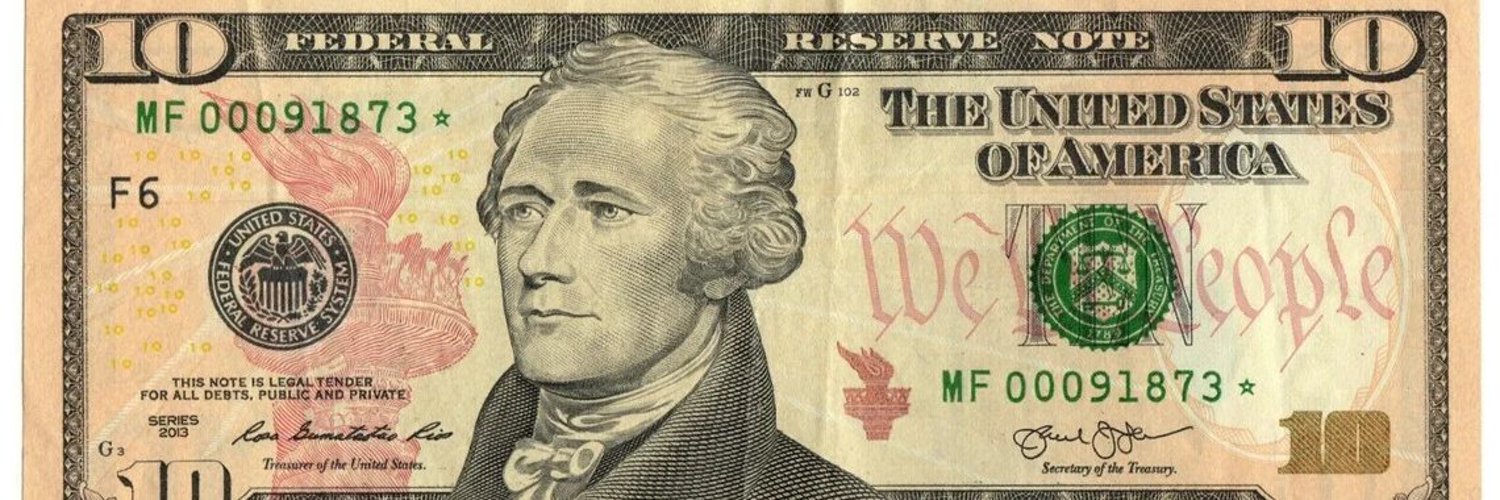 10 FEDERAL RESERVE NOTE 10
FW G 102
MF 00091873 ★
THE UNITED STATES
OF AMERICA
F6
UNITED STATES
FEDERAL RESERVE SYSTEM
We The People
TEN
THE DEPARTMENT OF THE TREASURY
1789
THIS NOTE IS LEGAL TENDER
FOR ALL DEBTS, PUBLIC AND PRIVATE
MF 00091873 ★
SERIES
2013
Rosa Gumataotao Rios
Treasurer of the United States.
Secretary of the Treasury.
G 3
10
10